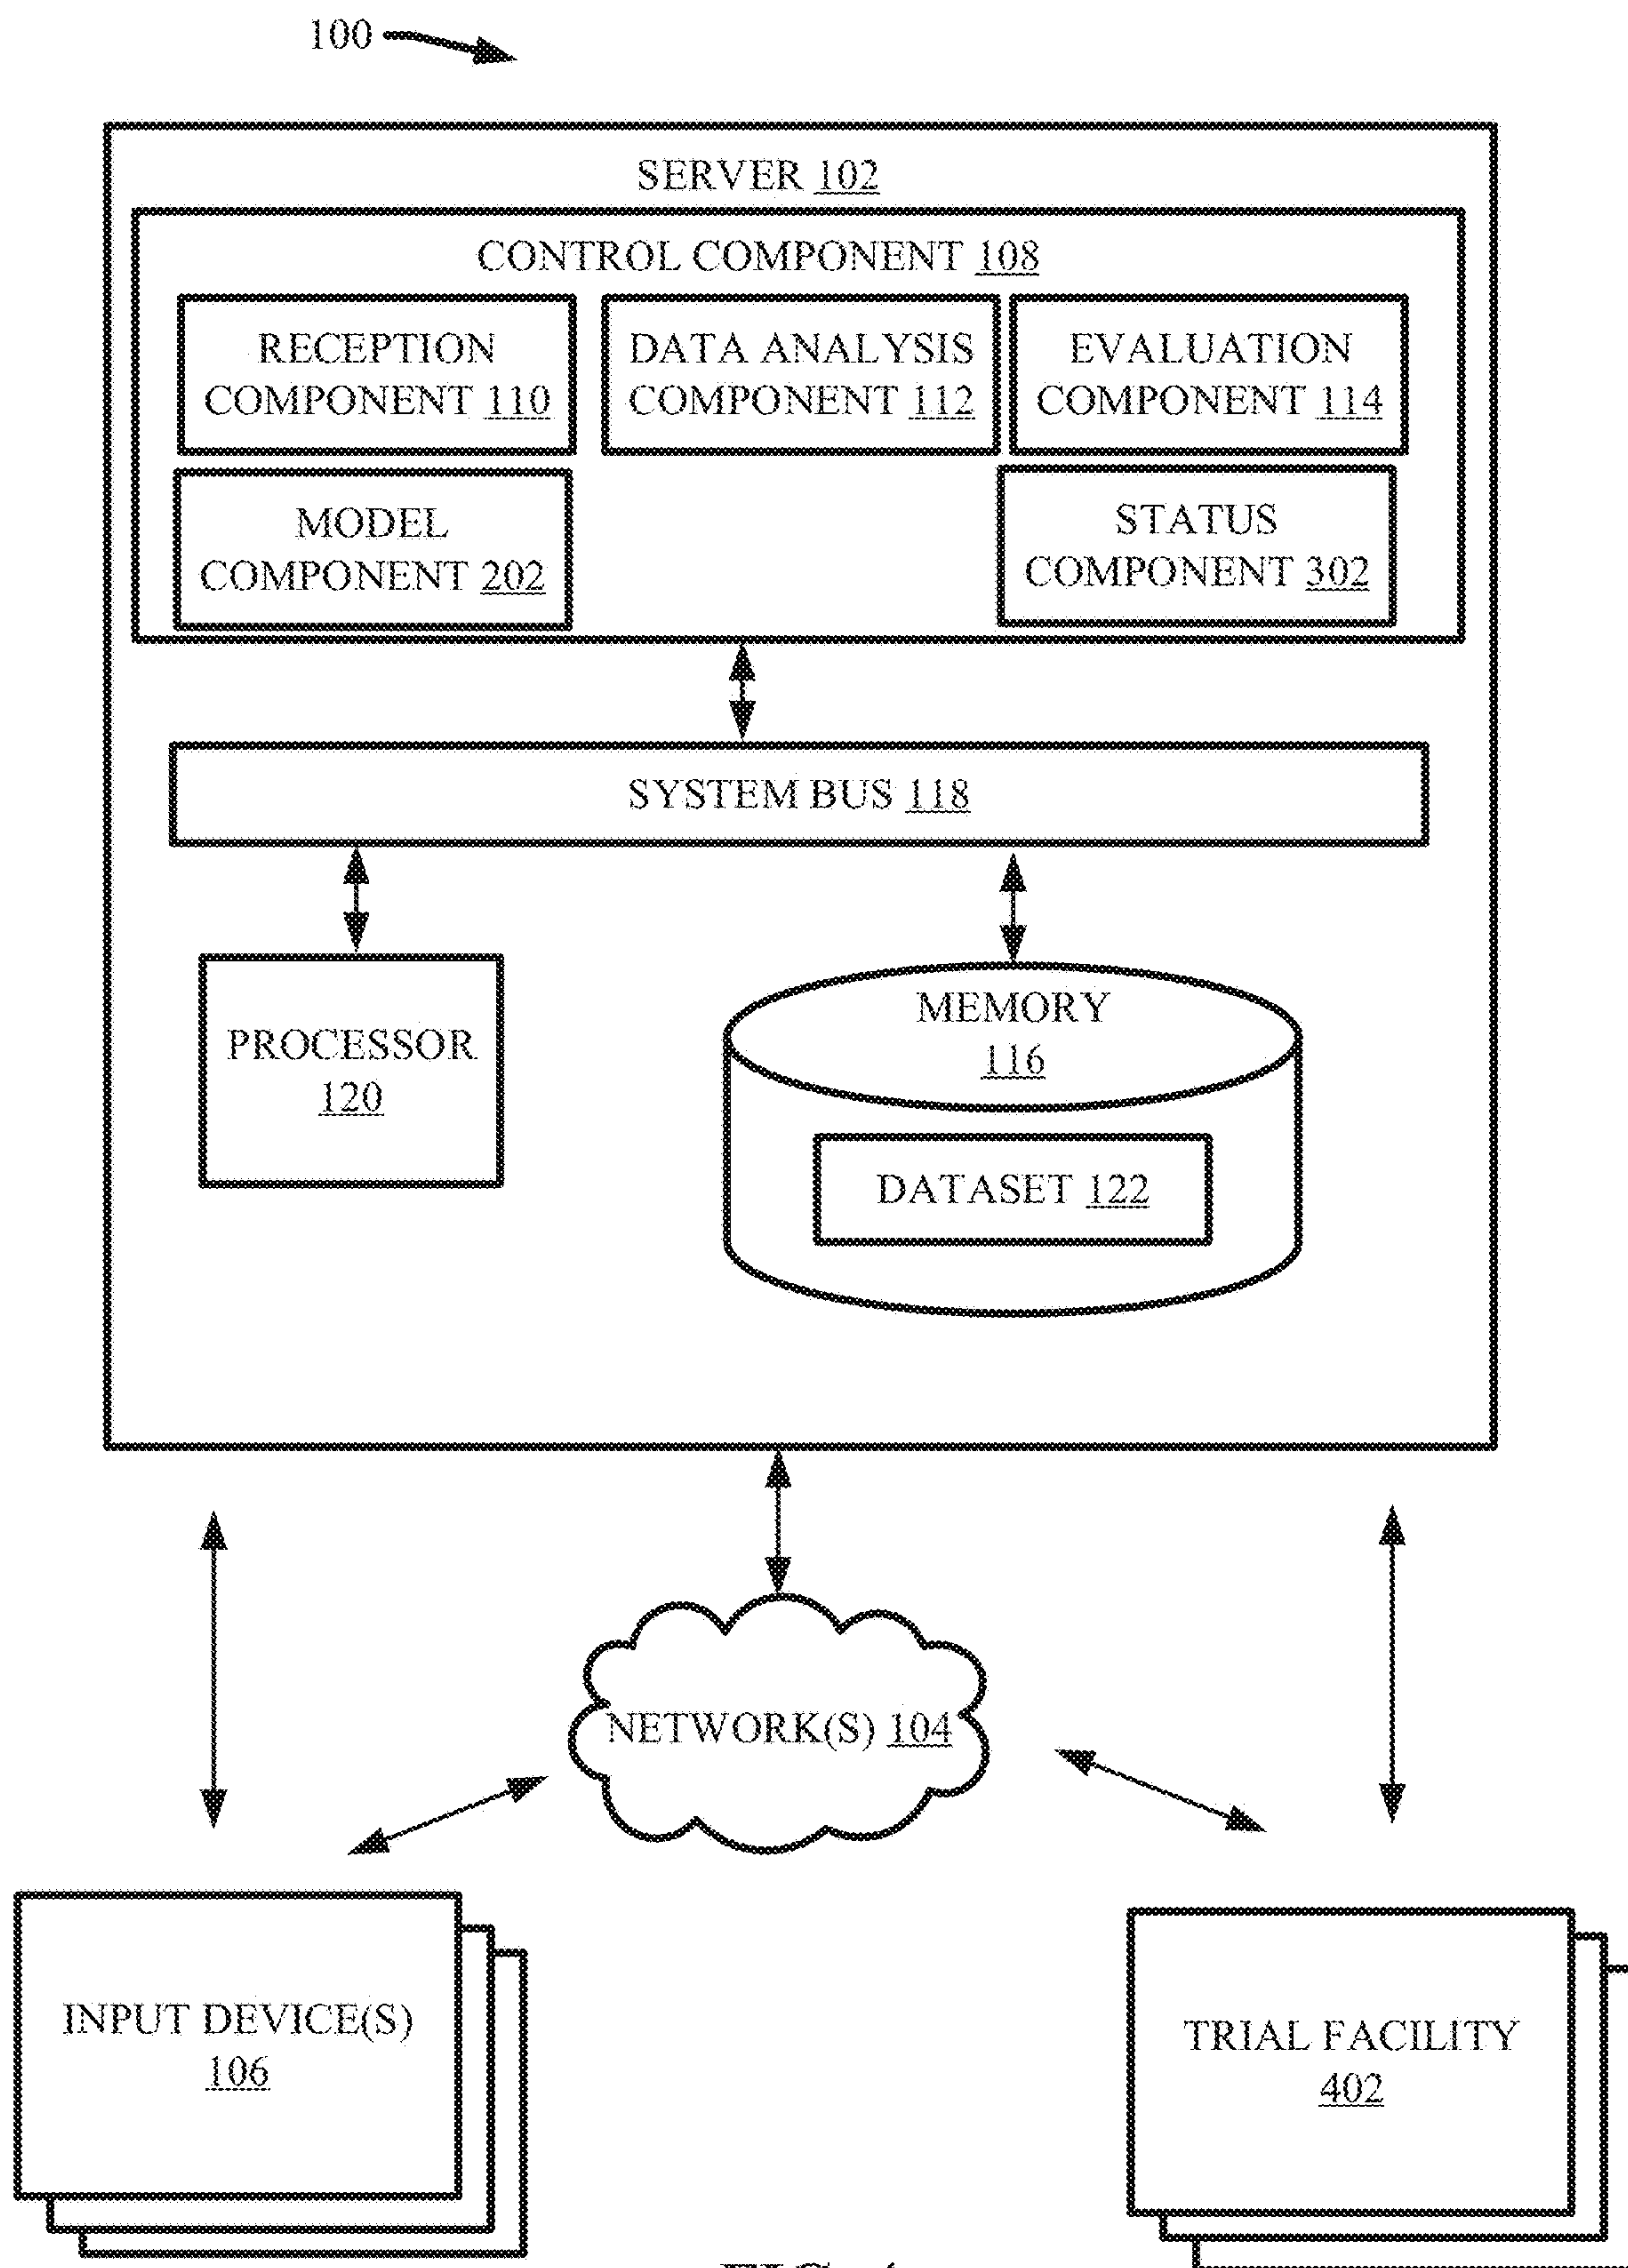 100
SERVER 102
CONTROL COMPONENT 108
RECEPTION
COMPONENT 110
DATA ANALYSIS
COMPONENT 112
EVALUATION
COMPONENT 114
MODEL
COMPONENT 202
STATUS
COMPONENT 302
SYSTEM BUS 118
PROCESSOR
120
MEMORY
116
DATASET 122
NETWORK(S) 104
INPUT DEVICE(S)
106
TRIAL FACILITY
402